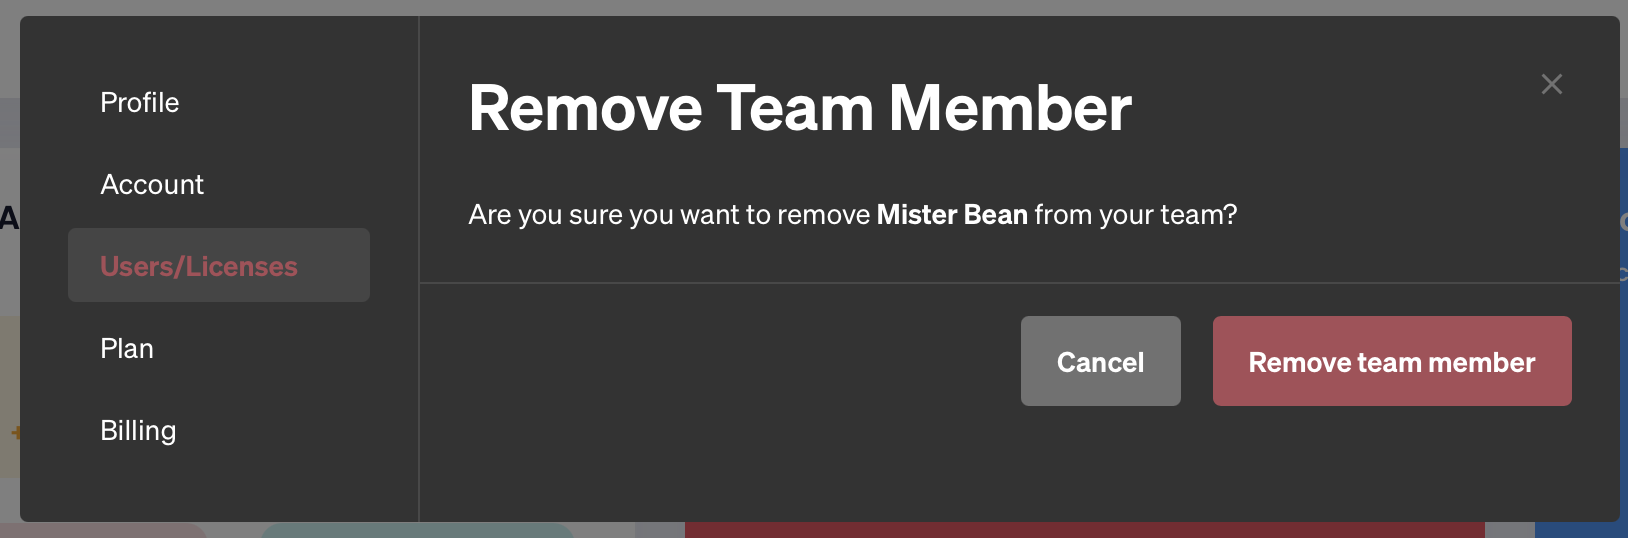 Profile
Account
Users/Licenses
Plan
Billing
Remove Team Member
Are you sure you want to remove Mister Bean from your team?
Cancel
Remove team member